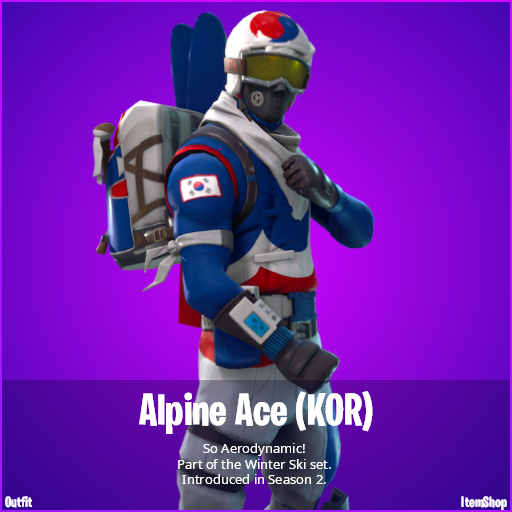 Alpine Ace (KOR)
So Aerodynamic!
Part of the Winter Ski set.
Introduced in Season 2.
Outfit
ItemShop